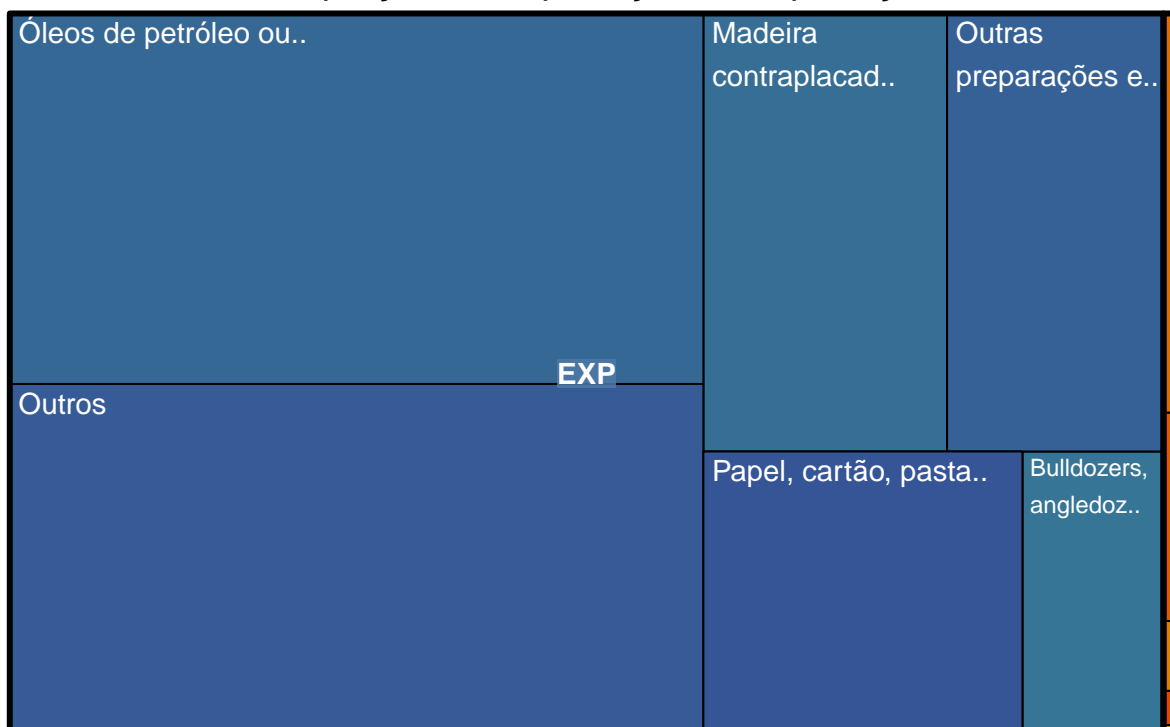 Óleos de petróleo ou..
Madeira
contraplacad..
Outras
preparações e..
EXP
Outros
Papel, cartão, pasta..
Bulldozers,
angledoz..